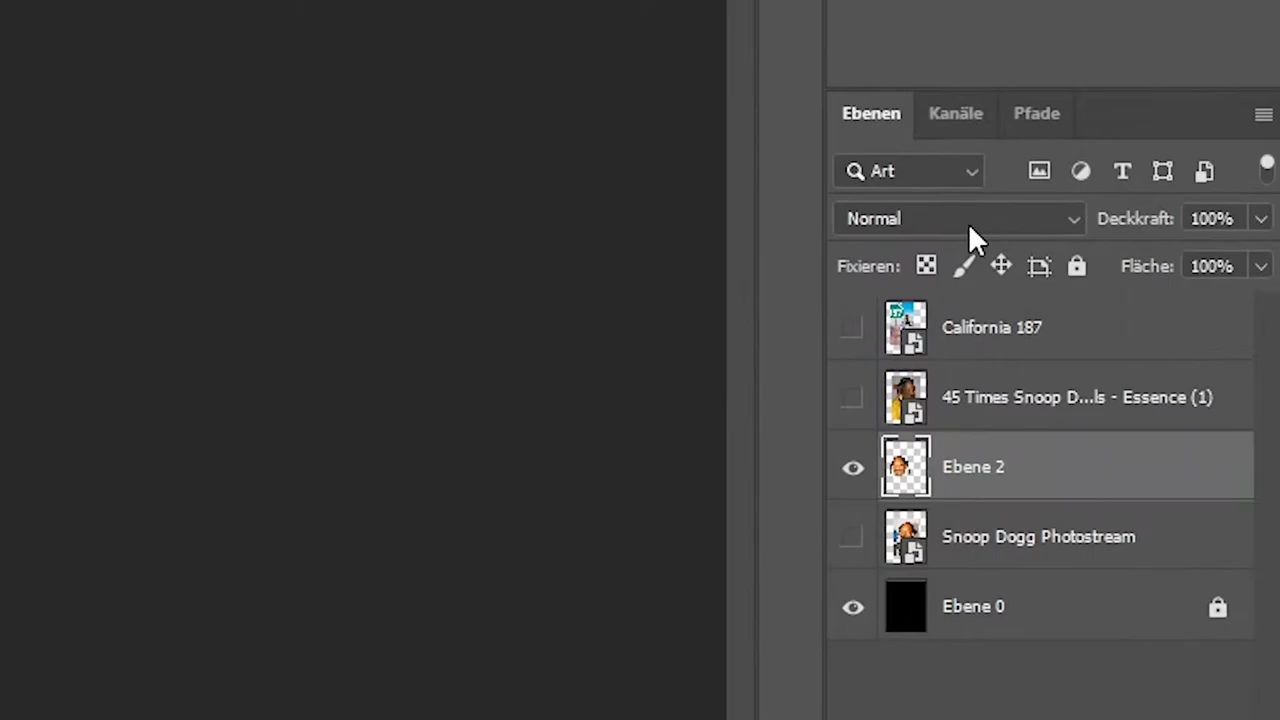 Ebenen Kanäle Pfade
Art
Normal Deckkraft: 100%
Fixieren: Fläche: 100%
California 187
45 Times Snoop D...ls - Essence (1)
Ebene 2
Snoop Dogg Photostream
Ebene 0